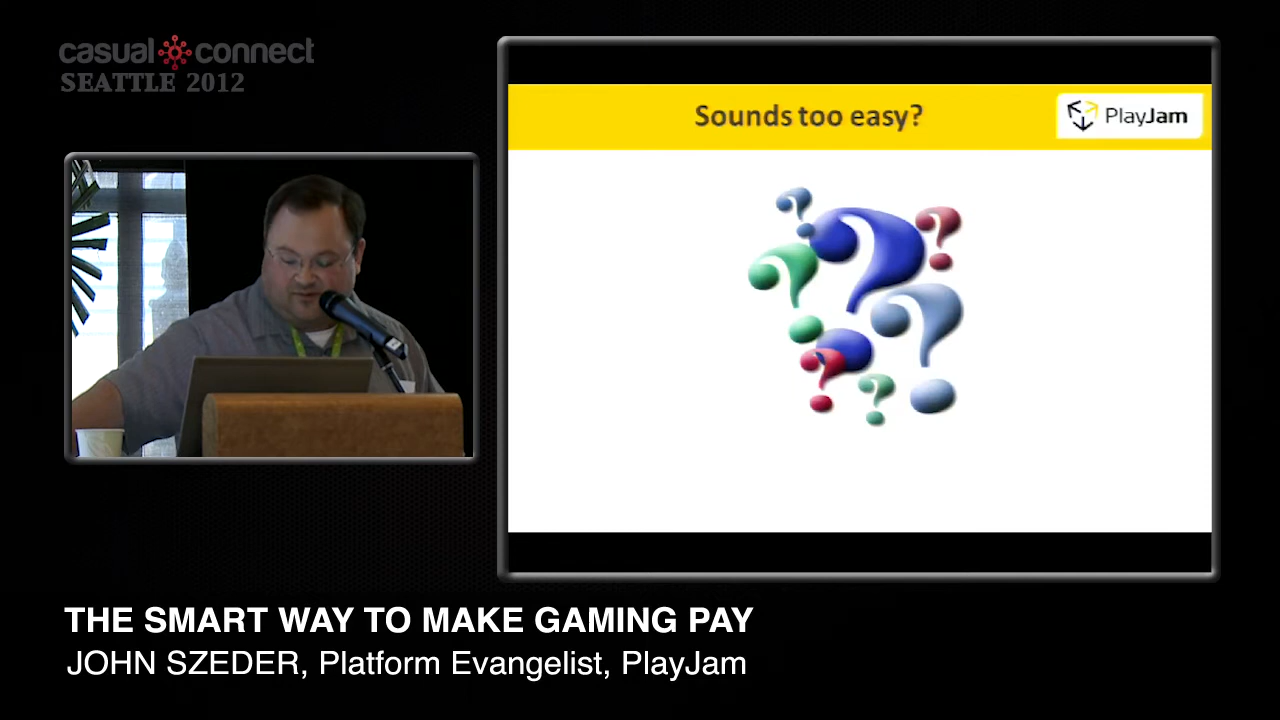 casual connect
SEATTLE 2012
Sounds too easy?
PlayJam
THE SMART WAY TO MAKE GAMING PAY
JOHN SZEDER, Platform Evangelist, PlayJam